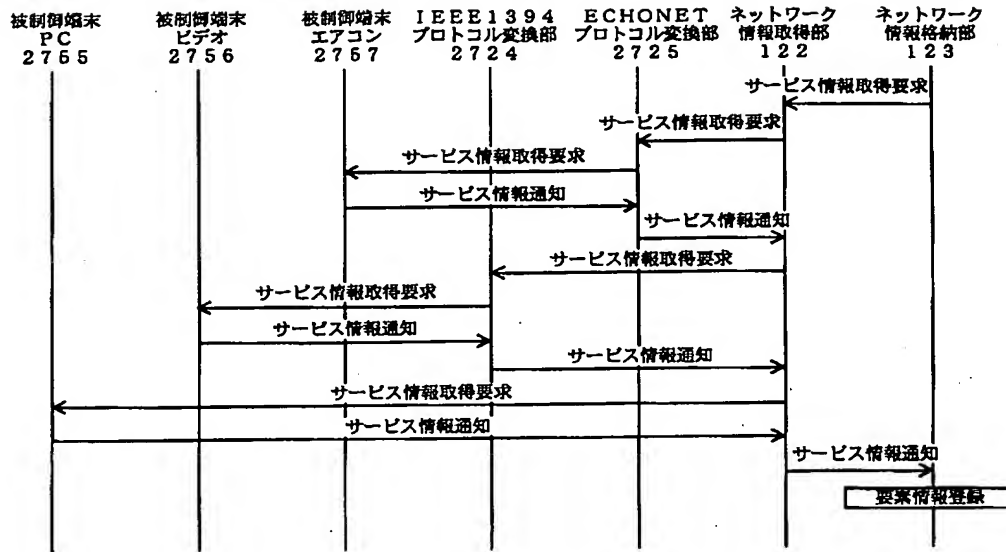 被制御端末
PC
2755
被制御端末
ビデオ
2756
被制御端末
エアコン
2757
IEEE1394
プロトコル変換部
2724
ECHONET
プロトコル変換部
2725
ネットワーク
情報取得部
122
ネットワーク
情報格納部
123
サービス情報取得要求
サービス情報取得要求
サービス情報取得要求
サービス情報通知
サービス情報通知
サービス情報取得要求
サービス情報取得要求
サービス情報通知
サービス情報通知
サービス情報取得要求
サービス情報通知
サービス情報通知
要素情報登録